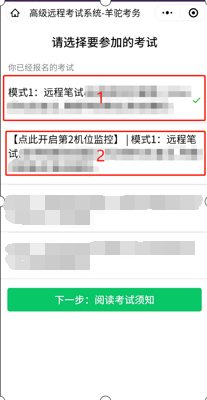 高级远程考试系统-羊驼考务
请选择要参加的考试
你已经报名的考试
模式1：远程笔试
1
【点此开启第2机位监控】 | 模式1：远程笔
试
2
下一步：阅读考试须知